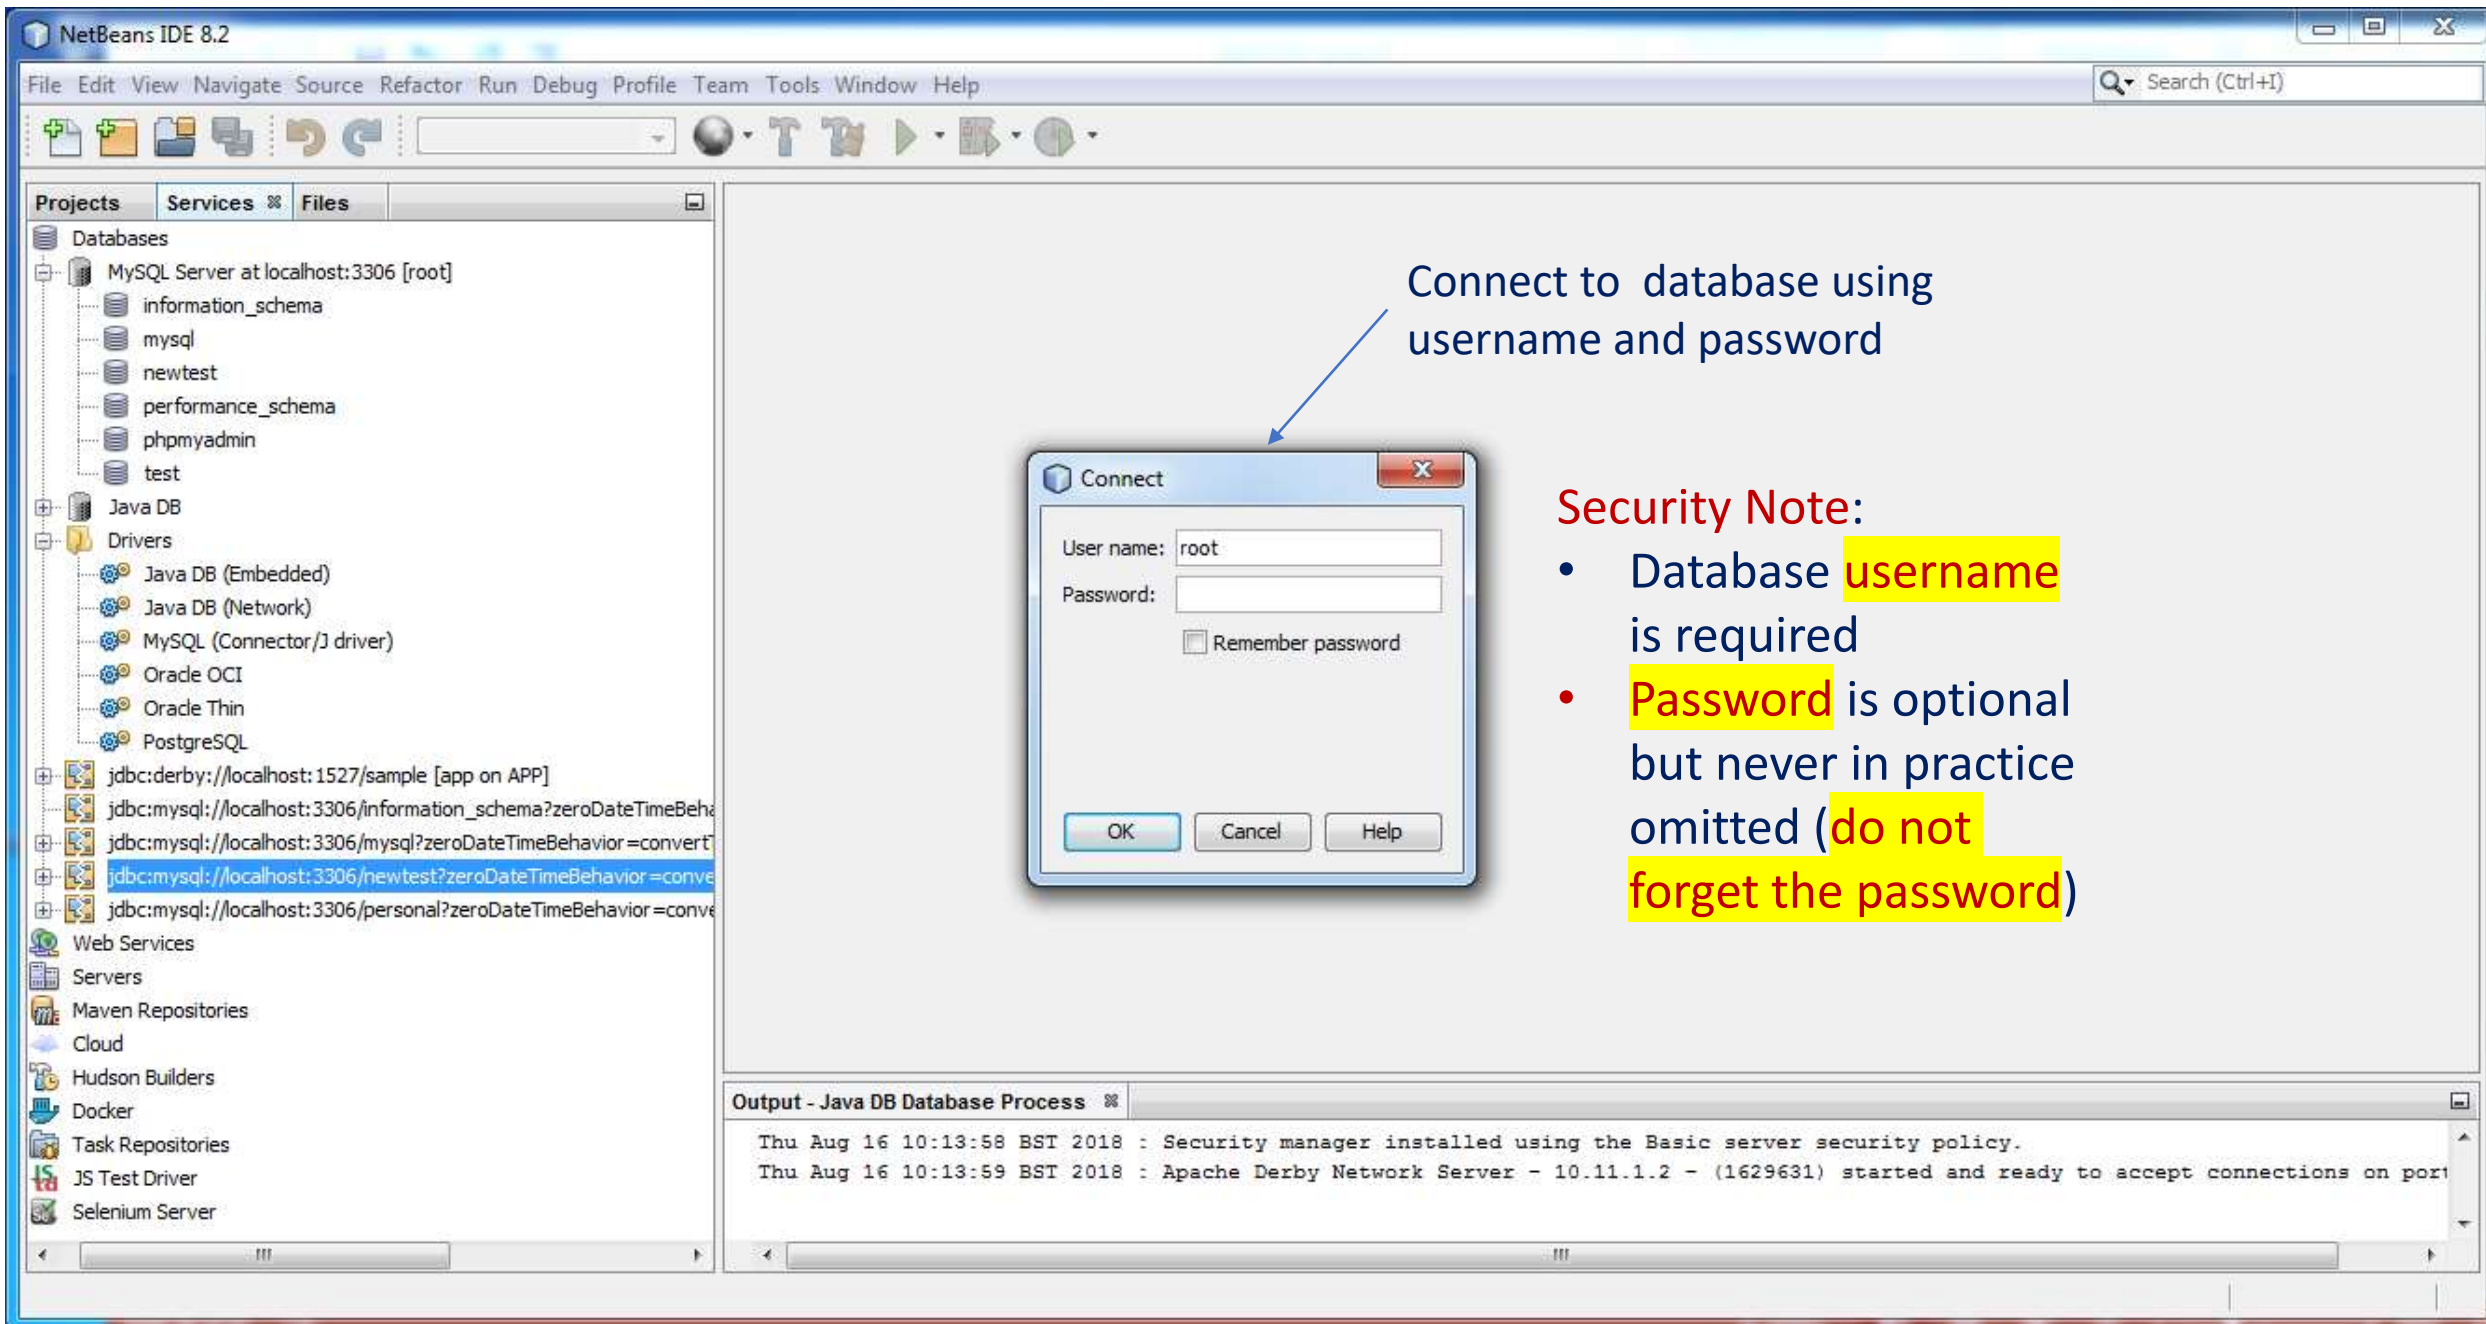 NetBeans IDE 8.2
File Edit View Navigate Source Refactor Run Debug Profile Team Tools Window Help
Search (Ctrl+I)
Projects Services Files
Databases
MySQL Server at localhost:3306 [root]
information_schema
mysql
newtest
performance_schema
phpmyadmin
test
Java DB
Drivers
Java DB (Embedded)
Java DB (Network)
MySQL (Connector/J driver)
Oracle OCI
Oracle Thin
PostgreSQL
jdbc:derby://localhost:1527/sample [app on APP]
jdbc:mysql://localhost:3306/information_schema?zeroDateTimeBeha
jdbc:mysql://localhost:3306/mysql?zeroDateTimeBehavior=convertT
jdbc:mysql://localhost:3306/newtest?zeroDateTimeBehavior=conve
jdbc:mysql://localhost:3306/personal?zeroDateTimeBehavior=conve
Web Services
Servers
Maven Repositories
Cloud
Hudson Builders
Docker
Task Repositories
JS Test Driver
Selenium Server
Connect to database using
username and password
Connect
User name: root
Password:
Remember password
OK Cancel Help
Security Note:
• Database username
is required
• Password is optional
but never in practice
omitted (do not
forget the password)
Output - Java DB Database Process
Thu Aug 16 10:13:58 BST 2018 : Security manager installed using the Basic server security policy.
Thu Aug 16 10:13:59 BST 2018 : Apache Derby Network Server - 10.11.1.2 - (1629631) started and ready to accept connections on port